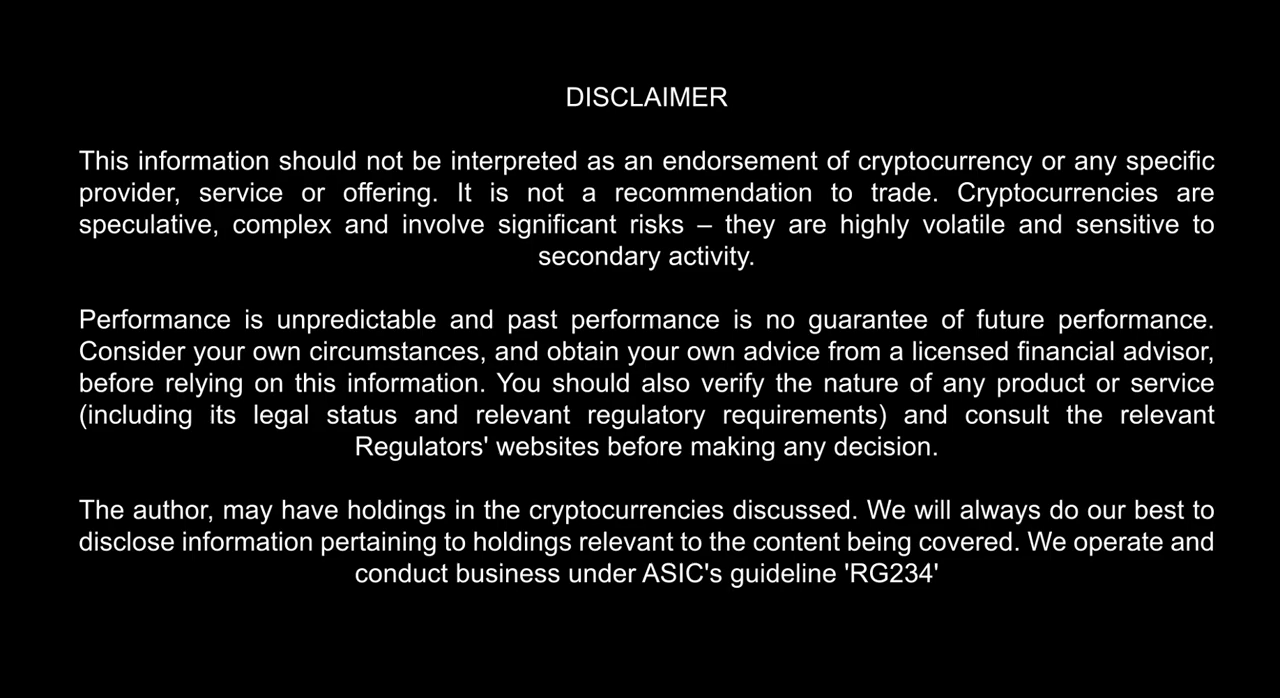 DISCLAIMER
This information should not be interpreted as an endorsement of cryptocurrency or any specific
provider, service or offering. It is not a recommendation to trade. Cryptocurrencies are
speculative, complex and involve significant risks – they are highly volatile and sensitive to
secondary activity.
Performance is unpredictable and past performance is no guarantee of future performance.
Consider your own circumstances, and obtain your own advice from a licensed financial advisor,
before relying on this information. You should also verify the nature of any product or service
(including its legal status and relevant regulatory requirements) and consult the relevant
Regulators' websites before making any decision.
The author, may have holdings in the cryptocurrencies discussed. We will always do our best to
disclose information pertaining to holdings relevant to the content being covered. We operate and
conduct business under ASIC's guideline 'RG234'